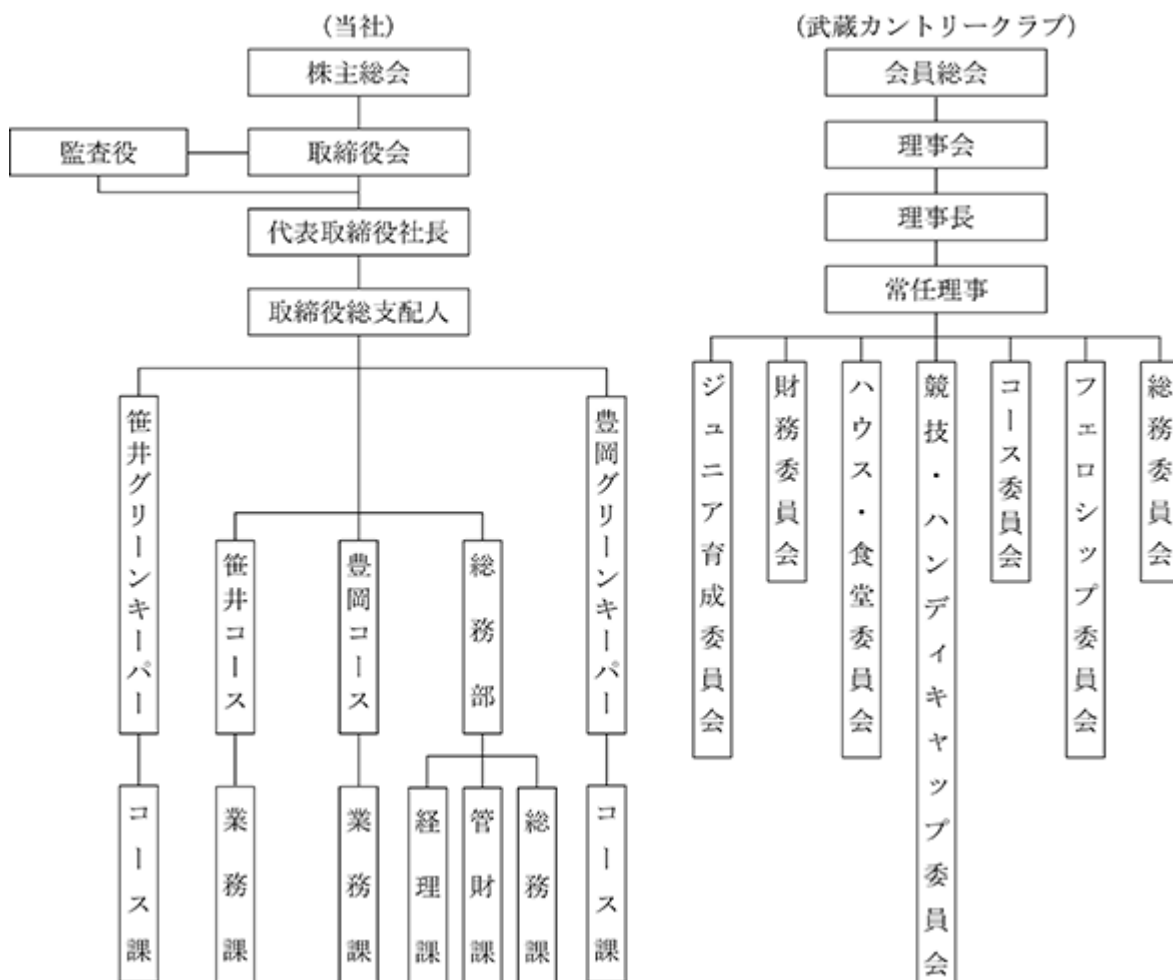 (当社)
株主総会
監査役
取締役会
代表取締役社長
取締役総支配人
笹井グリーンキーパー
笹井コース
豊岡コース
総務部
豊岡グリーンキーパー
コース課
業務課
業務課
経理課
管財課
総務課
コース課
(武蔵カントリークラブ)
会員総会
理事会
理事長
常任理事
ジュニア育成委員会
財務委員会
ハウス・食堂委員会
競技・ハンディキャップ委員会
コース委員会
フェロシップ委員会
総務委員会